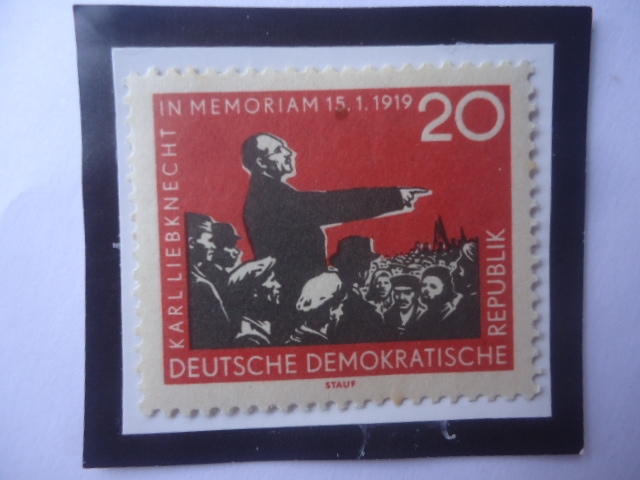 IN MEMORIAM 15.1.1919
20
KARL LIEBKNECHT
DEUTSCHE DEMOKRATISCHE
REPUBLIK
STAUF